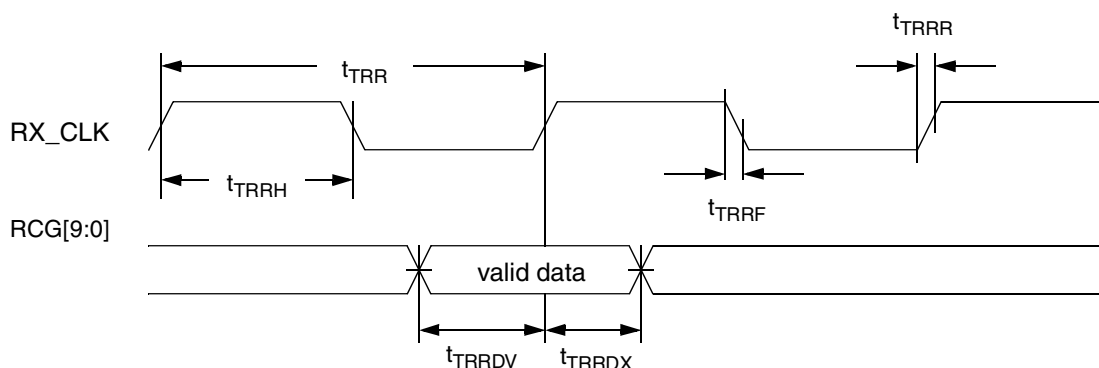 tTRRR
tTRR
RX_CLK
tTRRH
tTRRF
RCG[9:0]
valid data
tTRRDV tTRRDX